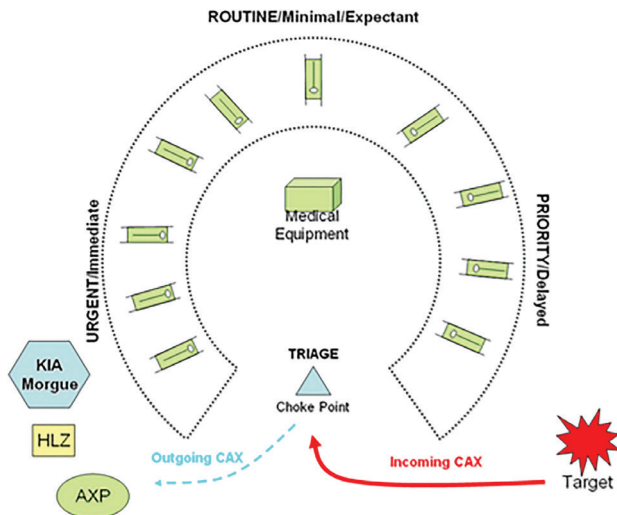 ROUTINE/Minimal/Expectant
URGENT/Immediate
PRIORITY/Delayed
Medical
Equipment
TRIAGE
Choke Point
KIA
Morgue
HLZ
AXP
Outgoing CAX
Incoming CAX
Target